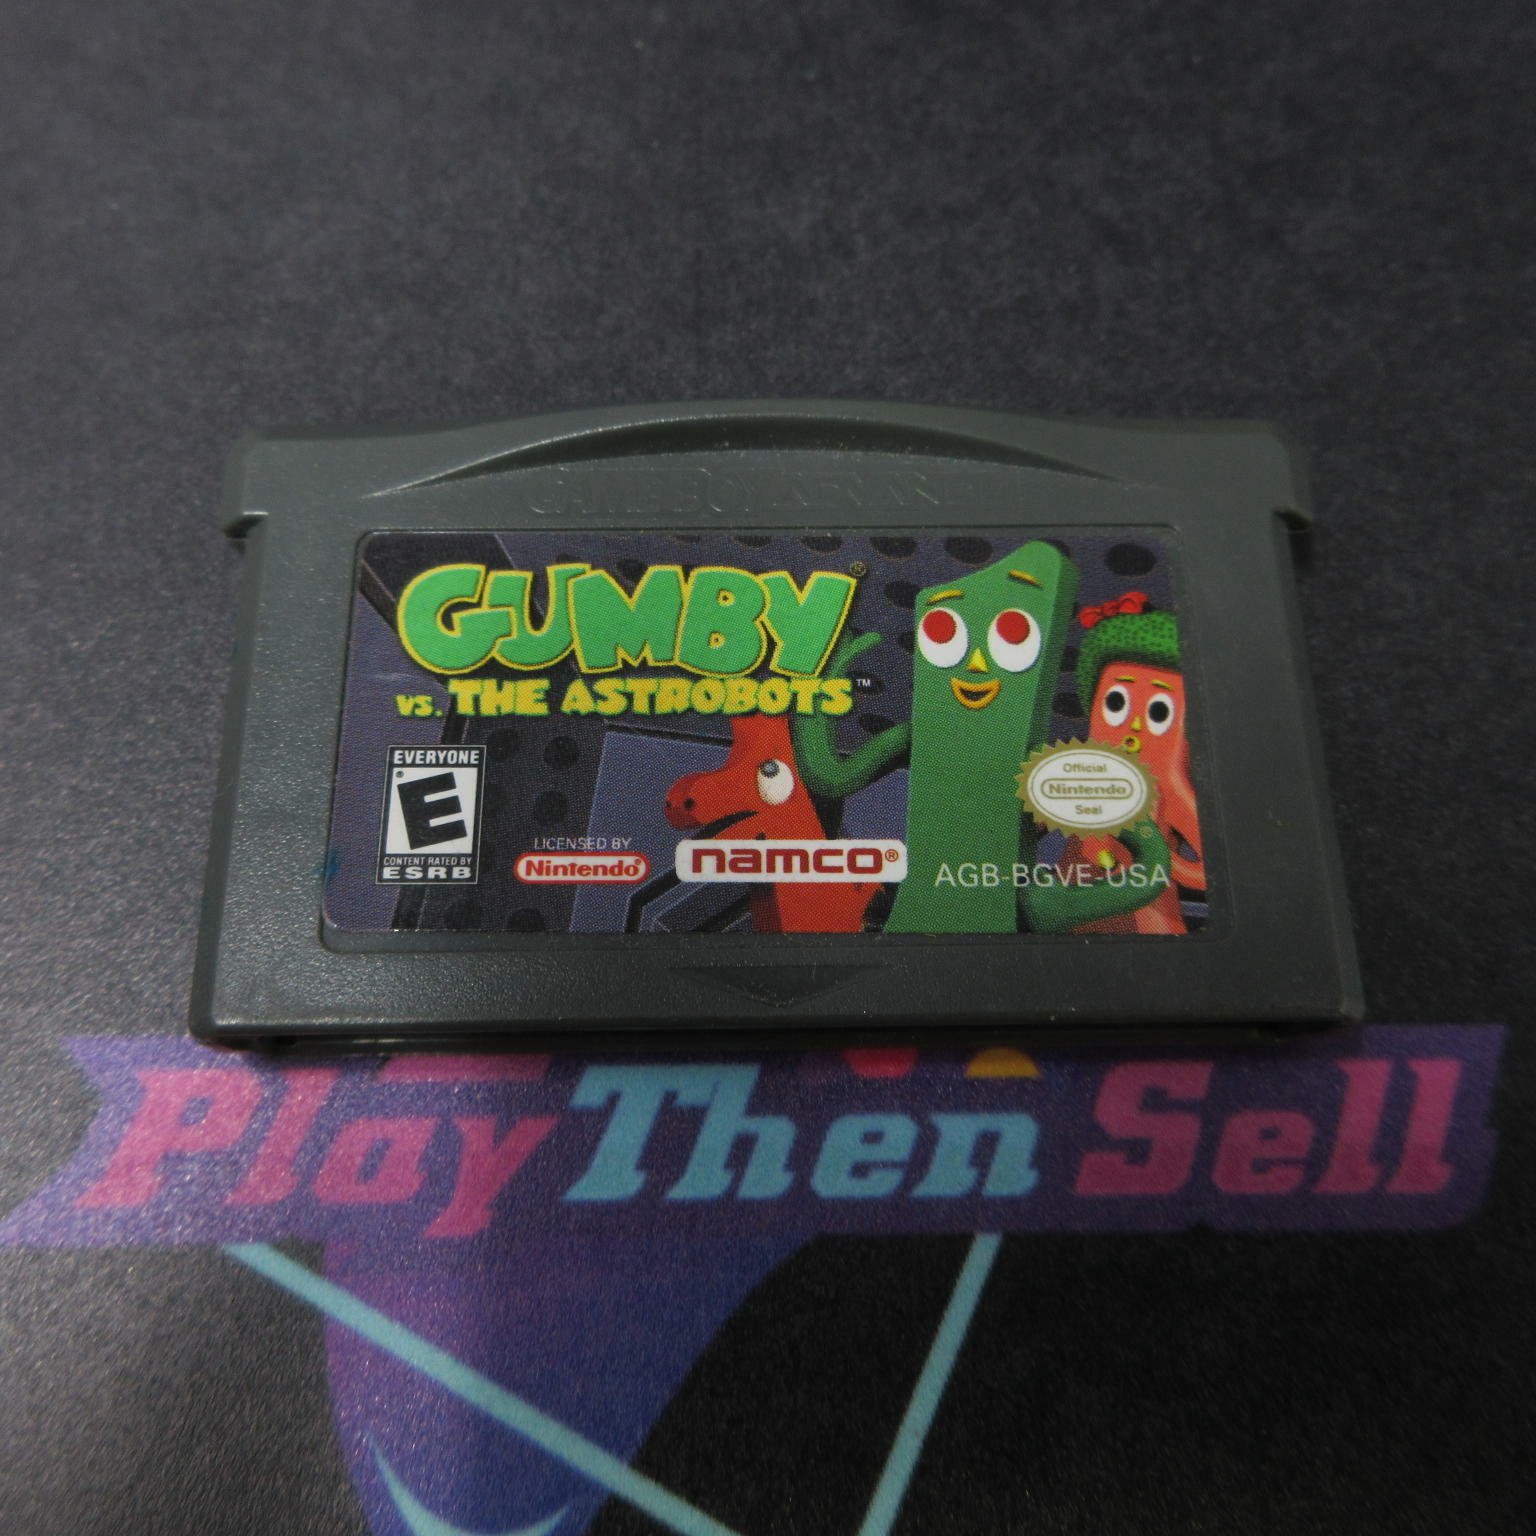 GAME BOY ADVANCE
GUMBY®
VS. THE ASTROBOTS™
EVERYONE
E®
CONTENT RATED BY
ESRB
LICENSED BY
Nintendo®
namco®
Official
Nintendo
Seal
AGB-BGVE-USA
Play Then Sell